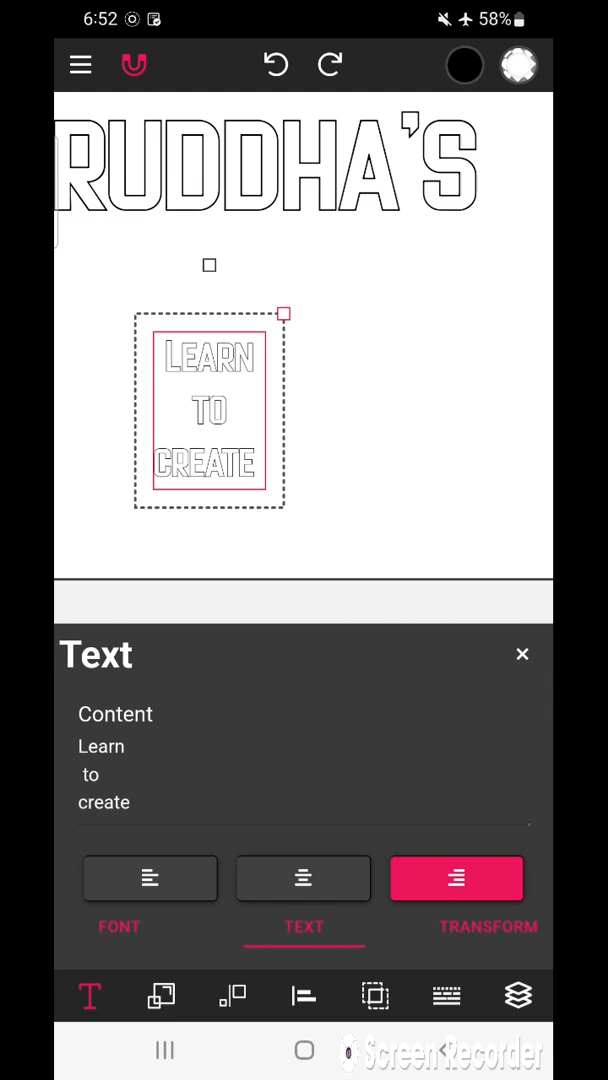 6:52 58%
RUDDHA'S
LEARN
TO
CREATE
Text
Content
Learn
to
create
FONT TEXT TRANSFORM
Screen Recorder